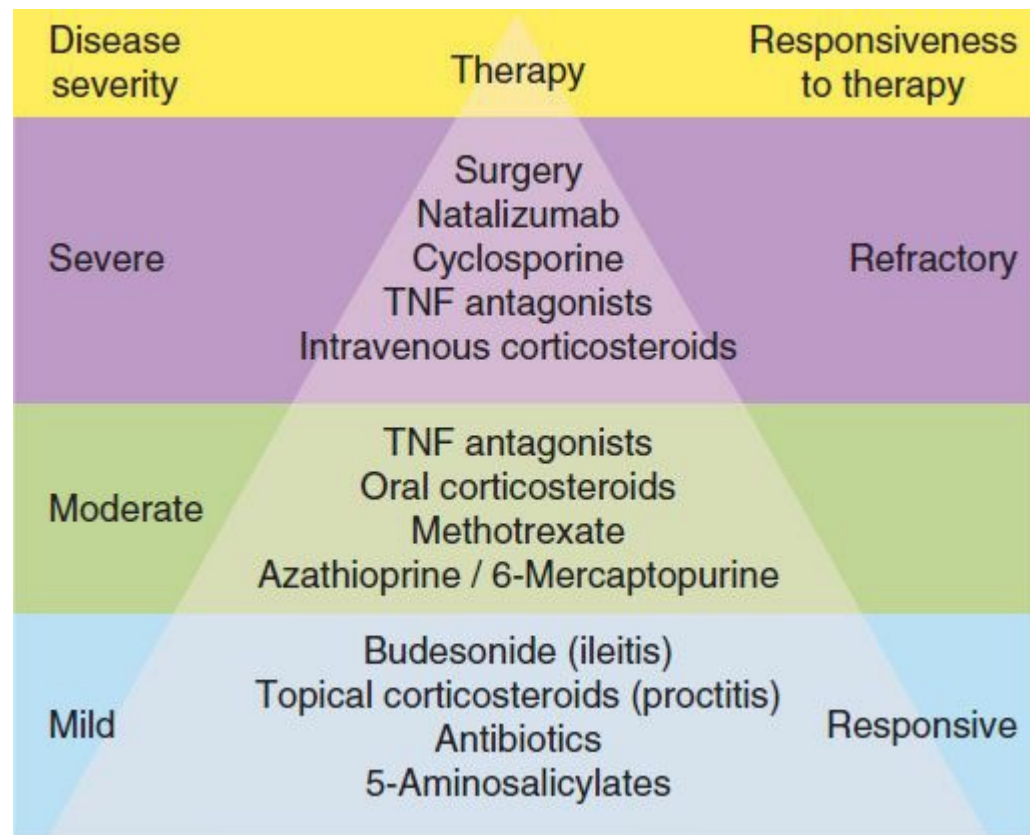 Disease
severity
Therapy
Responsiveness
to therapy
Severe
Surgery
Natalizumab
Cyclosporine
TNF antagonists
Intravenous corticosteroids
Refractory
Moderate
TNF antagonists
Oral corticosteroids
Methotrexate
Azathioprine / 6-Mercaptopurine
Mild
Budesonide (ileitis)
Topical corticosteroids (proctitis)
Antibiotics
5-Aminosalicylates
Responsive